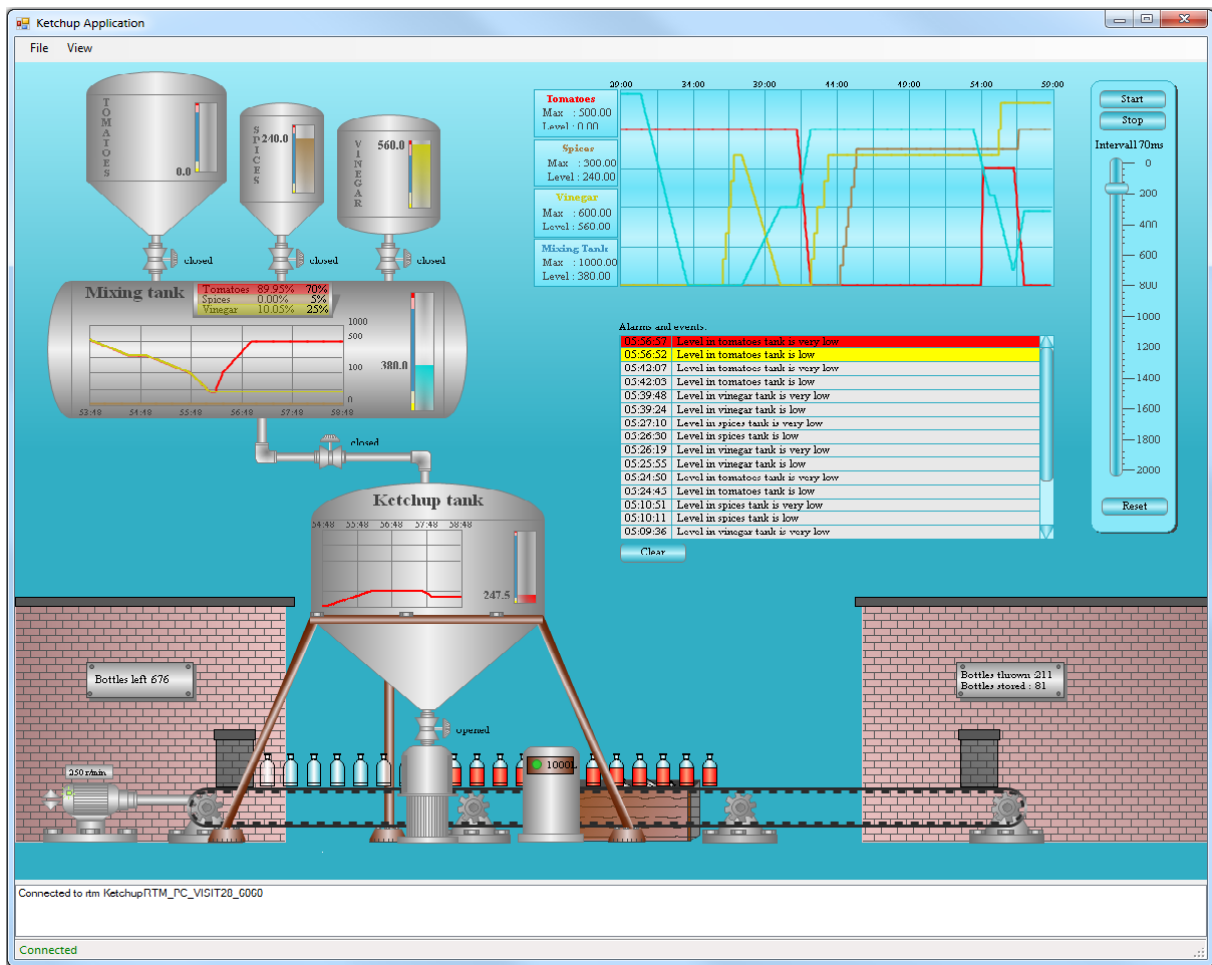 Ketchup Application
File View
TOMATOES
0.0
SPICES
240.0
VINEGAR
560.0
closed
closed
closed
29:00 34:00 39:00 44:00 49:00 54:00 59:00
Tomatoes
Max : 500.00
Level : 0.00
Spices
Max : 300.00
Level : 240.00
Vinegar
Max : 600.00
Level : 560.00
Mixing Tank
Max : 1000.00
Level : 380.00
Start
Stop
Intervall 70ms
0
200
400
600
800
1000
1200
1400
1600
1800
2000
Reset
Mixing tank
Tomatoes 89.95% 70%
Spices 0.00% 5%
Vinegar 10.05% 25%
1000
500
100
0
380.0
53:48 54:48 55:48 56:48 57:48 58:48
closed
Alarms and events:
05:56:57 Level in tomatoes tank is very low
05:56:52 Level in tomatoes tank is low
05:42:07 Level in tomatoes tank is very low
05:42:03 Level in tomatoes tank is low
05:39:48 Level in vinegar tank is very low
05:39:24 Level in vinegar tank is low
05:27:10 Level in spices tank is very low
05:26:30 Level in spices tank is low
05:26:19 Level in vinegar tank is very low
05:25:55 Level in vinegar tank is low
05:24:50 Level in tomatoes tank is very low
05:24:45 Level in tomatoes tank is low
05:10:51 Level in spices tank is very low
05:10:11 Level in spices tank is low
05:09:36 Level in vinegar tank is very low
Clear
Ketchup tank
54:48 55:48 56:48 57:48 58:48
247.5
Bottles left 676
Bottles thrown :211
Bottles stored : 81
opened
250 r/min
1000L
Connected to rtm KetchupRTM_PC_VISIT28_6060
Connected